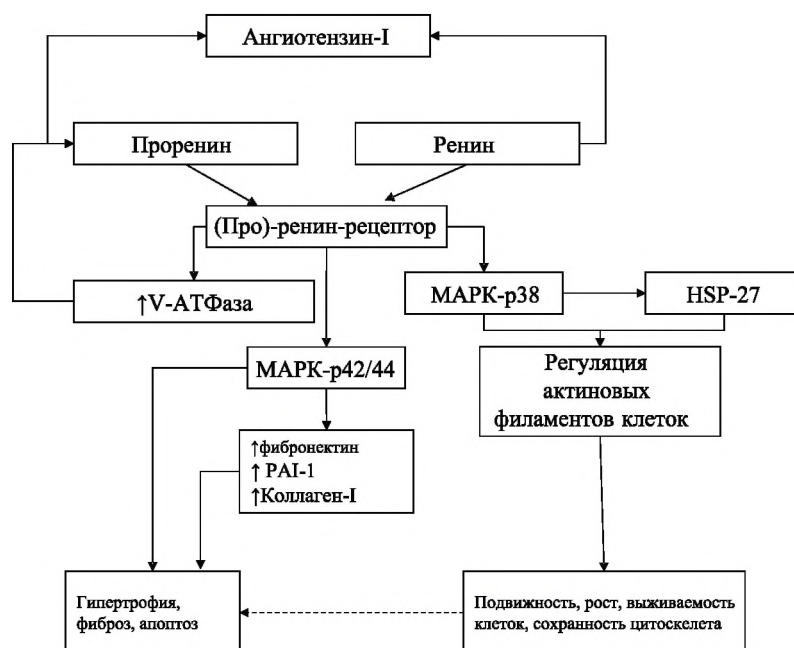 Ангиотензин-I
Проренин
Ренин
(Про)-ренин-рецептор
↑V-АТФаза
МАРК-р38
HSP-27
МАРК-р42/44
Регуляция
актиновых
филаментов клеток
↑фибронектин
↑ PAI-1
↑Коллаген-I
Гипертрофия,
фиброз, апоптоз
Подвижность, рост, выживаемость
клеток, сохранность цитоскелета